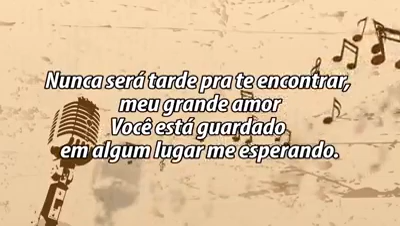 Nunca será tarde pra te encontrar,
meu grande amor
Você está guardado
em algum lugar me esperando.